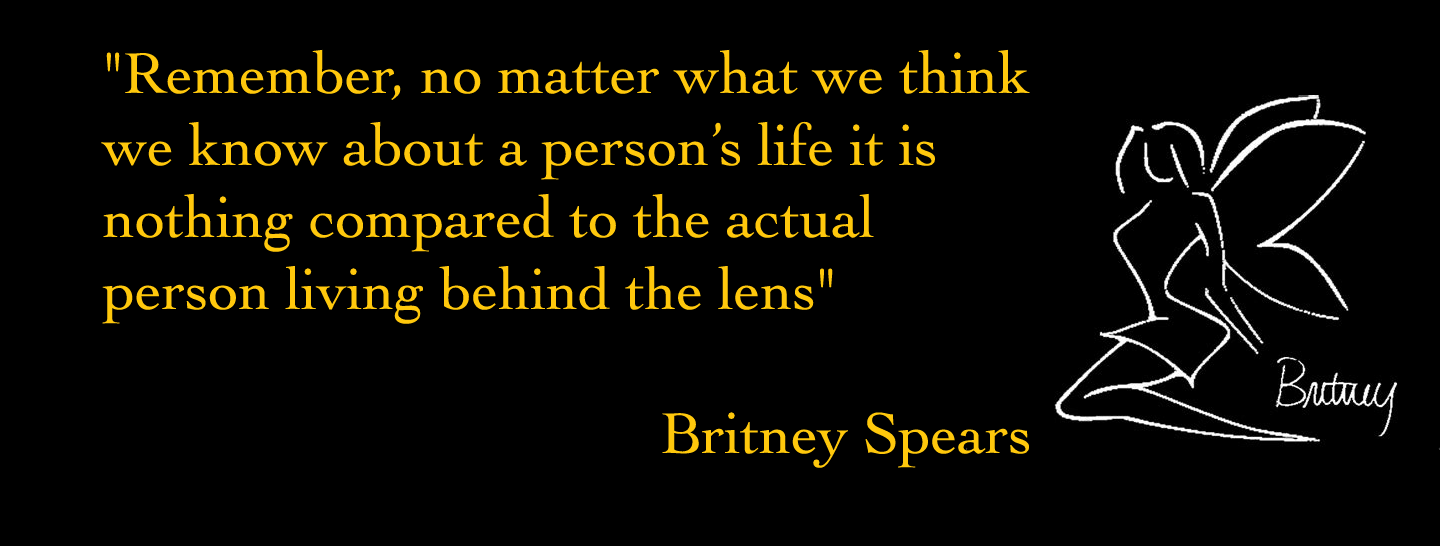 "Remember, no matter what we think
we know about a person’s life it is
nothing compared to the actual
person living behind the lens"
Britney Spears
Britney